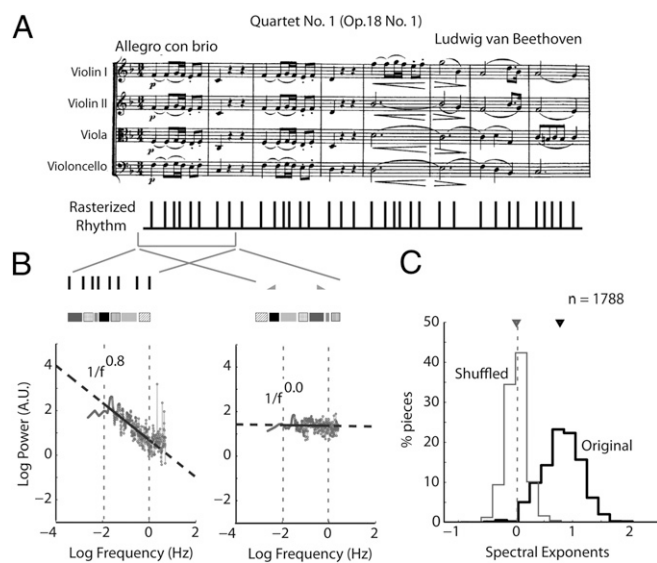 A
Quartet No. 1 (Op.18 No. 1)
Allegro con brio
Ludwig van Beethoven
Violin I
Violin II
Viola
Violoncello
p
p
p
p
Rasterized
Rhythm
B
1/f 0.8
1/f 0.0
Log Power (A.U.)
4
2
0
−2
−4
−2
0
2
Log Frequency (Hz)
4
2
0
−2
−4
−2
0
2
Log Frequency (Hz)
C
n = 1788
% pieces
50
40
30
20
10
0
Shuffled
Original
-1
0
1
2
Spectral Exponents